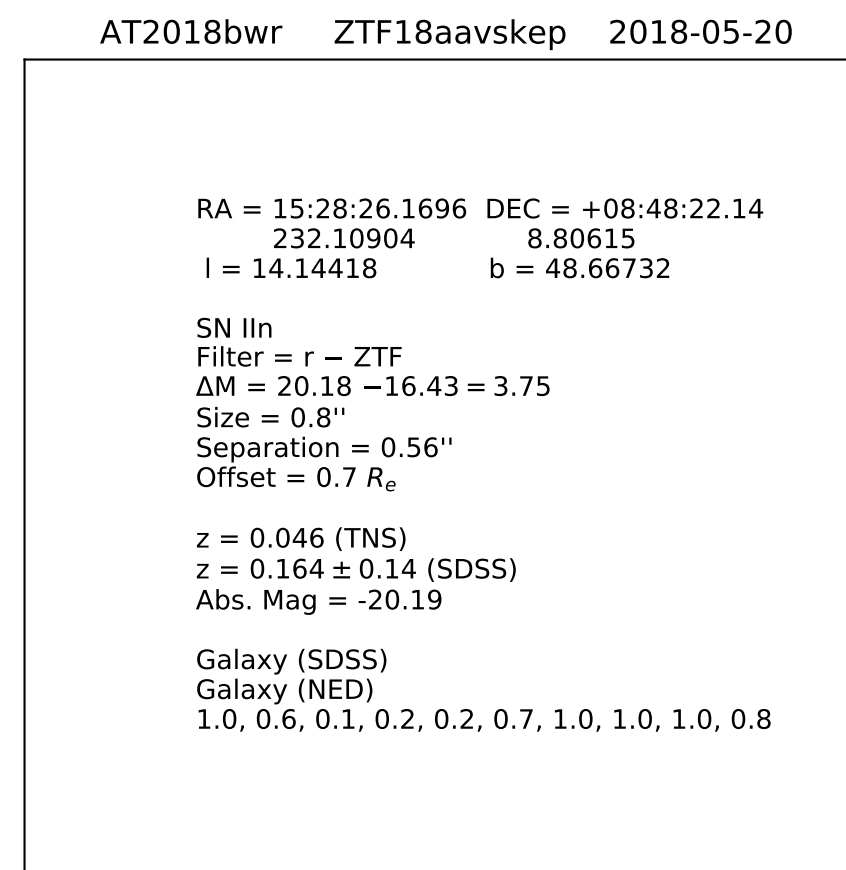 AT2018bwr ZTF18aavskep 2018-05-20
RA = 15:28:26.1696 DEC = +08:48:22.14
232.10904 8.80615
l = 14.14418 b = 48.66732
SN IIn
Filter = r − ZTF
ΔM = 20.18 −16.43 = 3.75
Size = 0.8''
Separation = 0.56''
Offset = 0.7 Rₑ
z = 0.046 (TNS)
z = 0.164 ± 0.14 (SDSS)
Abs. Mag = -20.19
Galaxy (SDSS)
Galaxy (NED)
1.0, 0.6, 0.1, 0.2, 0.2, 0.7, 1.0, 1.0, 1.0, 0.8